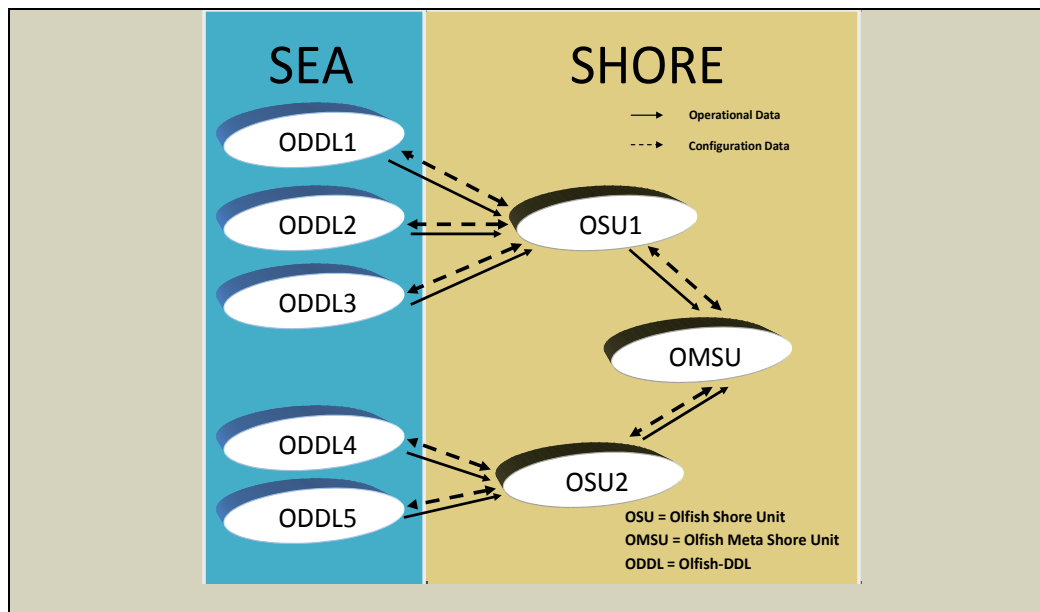 SEA
SHORE
Operational Data
Configuration Data
ODDL1
ODDL2
OSU1
ODDL3
OMSU
ODDL4
OSU2
ODDL5
OSU = Olfish Shore Unit
OMSU = Olfish Meta Shore Unit
ODDL = Olfish-DDL